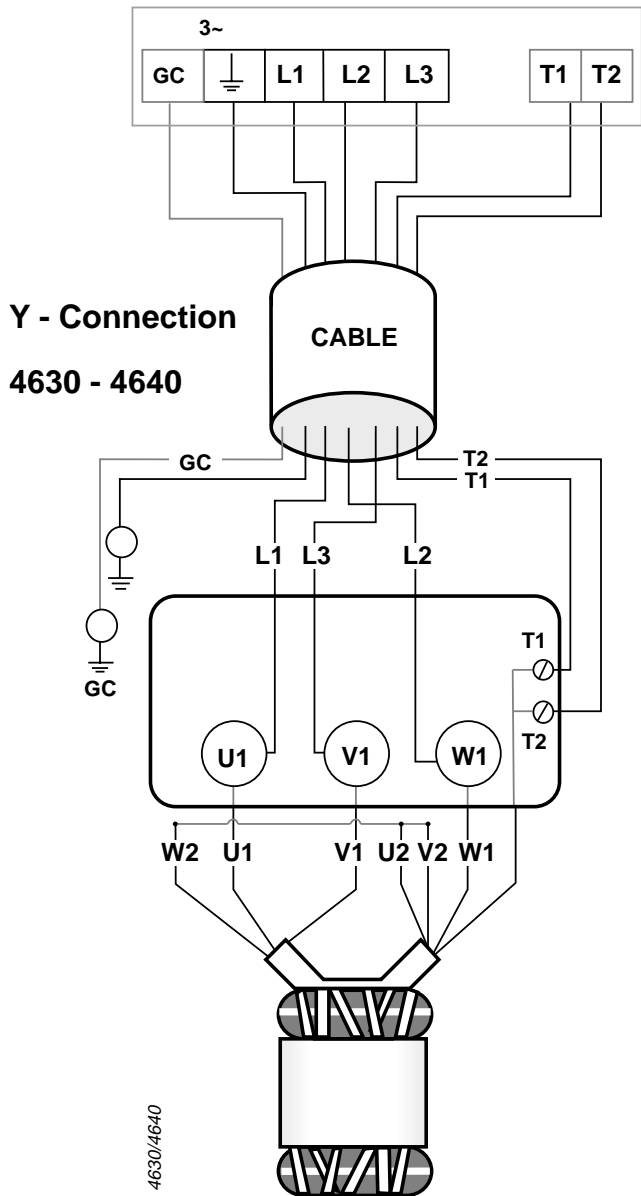 3~
GC L1 L2 L3 T1 T2
Y - Connection
CABLE
4630 - 4640
GC T2
T1
L1 L3 L2
T1
GC
T2
U1 V1 W1
W2 U1 V1 U2 V2 W1
4630/4640